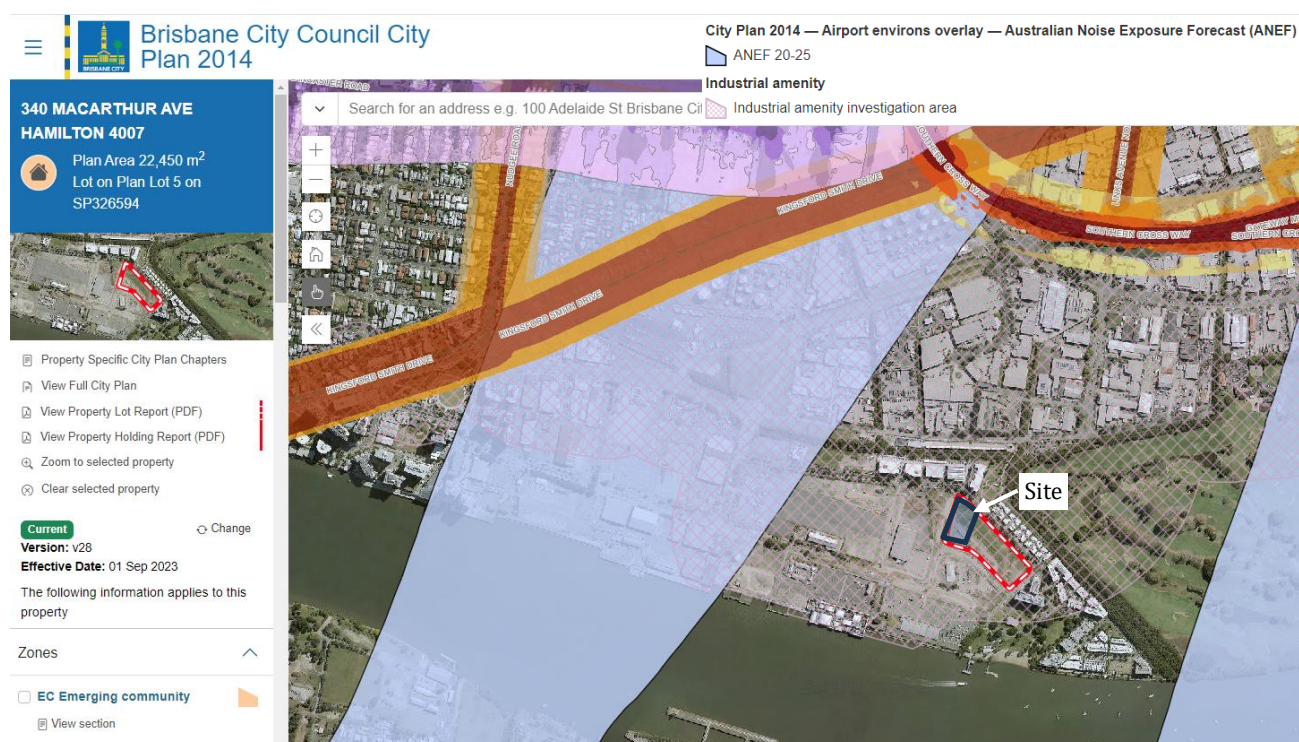 Brisbane City Council City
Plan 2014
BRISBANE CITY
City Plan 2014 — Airport environs overlay — Australian Noise Exposure Forecast (ANEF)
ANEF 20-25
Industrial amenity
Industrial amenity investigation area
340 MACARTHUR AVE
HAMILTON 4007
Plan Area 22,450 m2
Lot on Plan Lot 5 on
SP326594
ROAD
Search for an address e.g. 100 Adelaide St Brisbane Cit
NUDGEE ROAD
KINGSFORD SMITH DRIVE
SOUTHERN CROSS WAY
SOUTHERN CROSS WAY
KINGSFORD SMITH DRIVE
KINGSFORD SMITH DRIVE
Site
Property Specific City Plan Chapters
View Full City Plan
View Property Lot Report (PDF)
View Property Holding Report (PDF)
Zoom to selected property
Clear selected property
Current
Change
Version: v28
Effective Date: 01 Sep 2023
The following information applies to this
property
Zones
EC Emerging community
View section